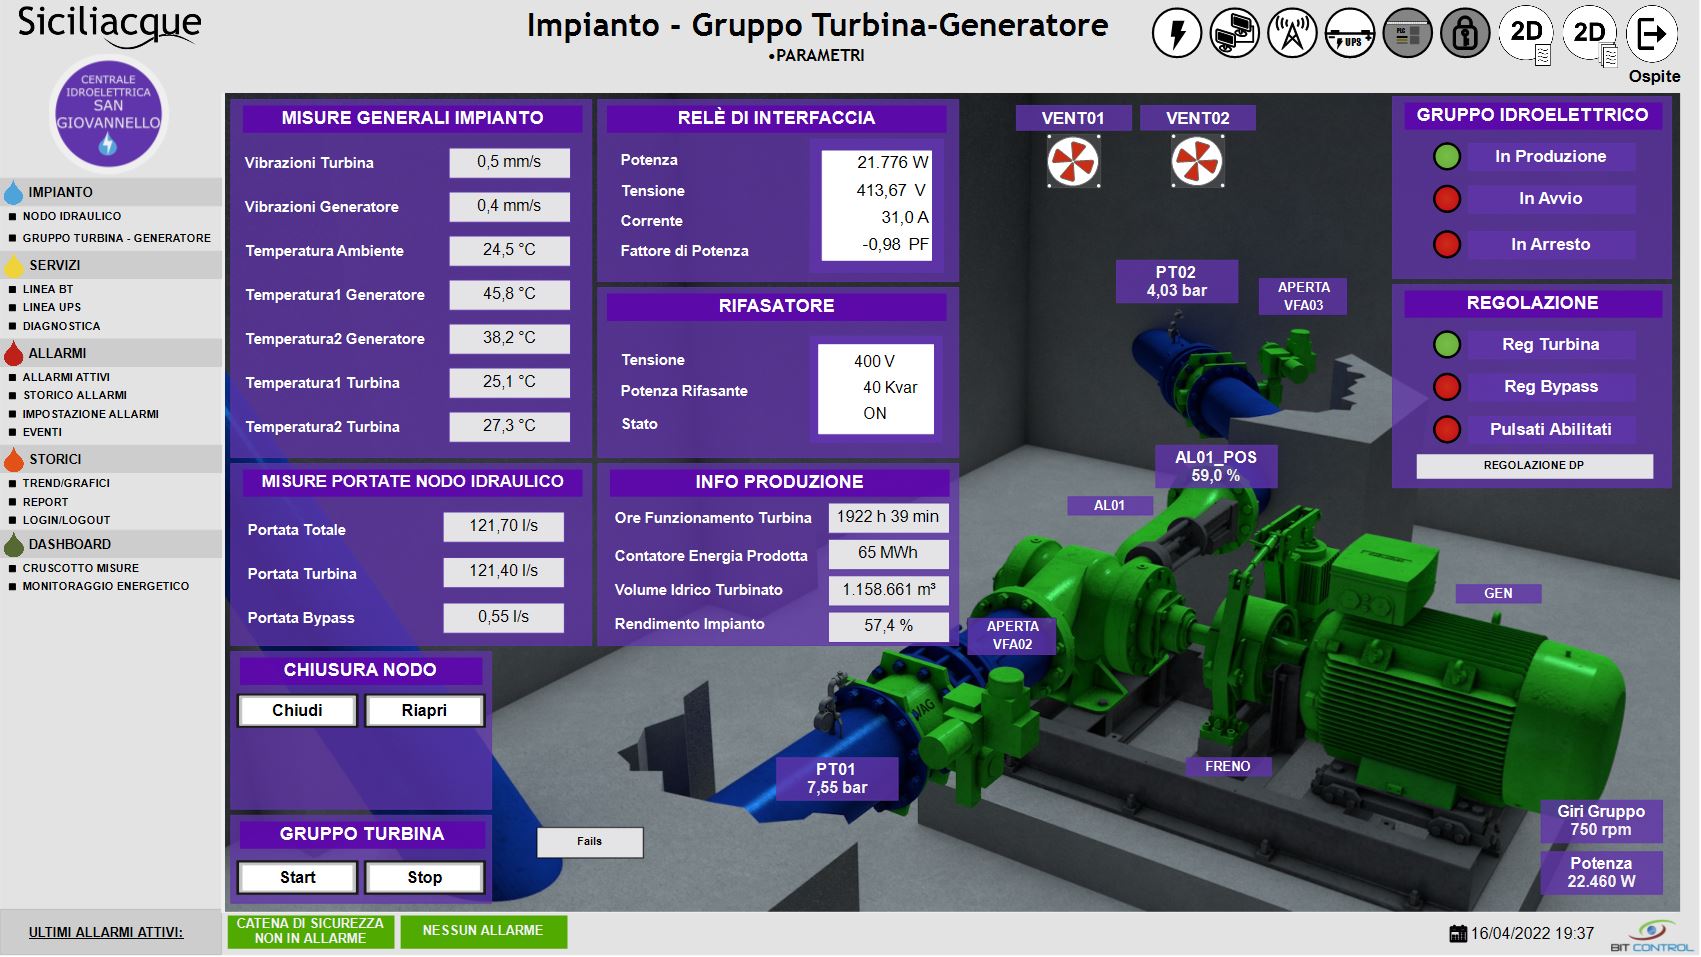 Siciliacque
Impianto - Gruppo Turbina-Generatore
•PARAMETRI
UPS
PLC
2D
2D
Ospite
CENTRALE
IDROELETTRICA
SAN
GIOVANNELLO
IMPIANTO
NODO IDRAULICO
GRUPPO TURBINA - GENERATORE
SERVIZI
LINEA BT
LINEA UPS
DIAGNOSTICA
ALLARMI
ALLARMI ATTIVI
STORICO ALLARMI
IMPOSTAZIONE ALLARMI
EVENTI
STORICI
TREND/GRAFICI
REPORT
LOGIN/LOGOUT
DASHBOARD
CRUSCOTTO MISURE
MONITORAGGIO ENERGETICO
MISURE GENERALI IMPIANTO
Vibrazioni Turbina 0,5 mm/s
Vibrazioni Generatore 0,4 mm/s
Temperatura Ambiente 24,5 °C
Temperatura1 Generatore 45,8 °C
Temperatura2 Generatore 38,2 °C
Temperatura1 Turbina 25,1 °C
Temperatura2 Turbina 27,3 °C
MISURE PORTATE NODO IDRAULICO
Portata Totale 121,70 l/s
Portata Turbina 121,40 l/s
Portata Bypass 0,55 l/s
CHIUSURA NODO
Chiudi Riapri
GRUPPO TURBINA
Start Stop
RELÈ DI INTERFACCIA
Potenza 21.776 W
Tensione 413,67 V
Corrente 31,0 A
Fattore di Potenza -0,98 PF
RIFASATORE
Tensione 400 V
Potenza Rifasante 40 Kvar
Stato ON
INFO PRODUZIONE
Ore Funzionamento Turbina 1922 h 39 min
Contatore Energia Prodotta 65 MWh
Volume Idrico Turbinato 1.158.661 m³
Rendimento Impianto 57,4 %
Fails
VENT01 VENT02
PT02
4,03 bar
APERTA
VFA03
AL01_POS
59,0 %
AL01
APERTA
VFA02
VAG
PT01
7,55 bar
GEN
FRENO
Giri Gruppo
750 rpm
Potenza
22.460 W
GRUPPO IDROELETTRICO
In Produzione
In Avvio
In Arresto
REGOLAZIONE
Reg Turbina
Reg Bypass
Pulsati Abilitati
REGOLAZIONE DP
ULTIMI ALLARMI ATTIVI:
CATENA DI SICUREZZA
NON IN ALLARME
NESSUN ALLARME
16/04/2022 19:37
BIT CONTROL